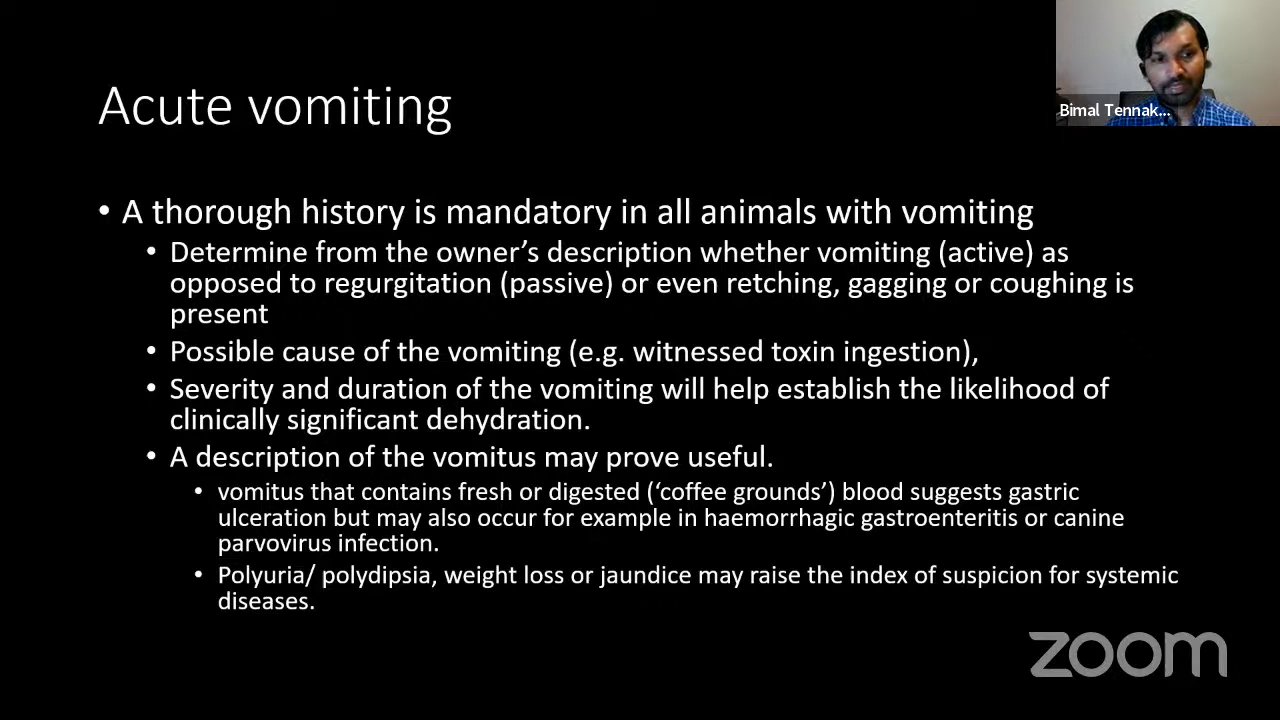 Bimal Tennak...
Acute vomiting
• A thorough history is mandatory in all animals with vomiting
• Determine from the owner’s description whether vomiting (active) as
opposed to regurgitation (passive) or even retching, gagging or coughing is
present
• Possible cause of the vomiting (e.g. witnessed toxin ingestion),
• Severity and duration of the vomiting will help establish the likelihood of
clinically significant dehydration.
• A description of the vomitus may prove useful.
• vomitus that contains fresh or digested (‘coffee grounds’) blood suggests gastric
ulceration but may also occur for example in haemorrhagic gastroenteritis or canine
parvovirus infection.
• Polyuria/ polydipsia, weight loss or jaundice may raise the index of suspicion for systemic
diseases.
zoom